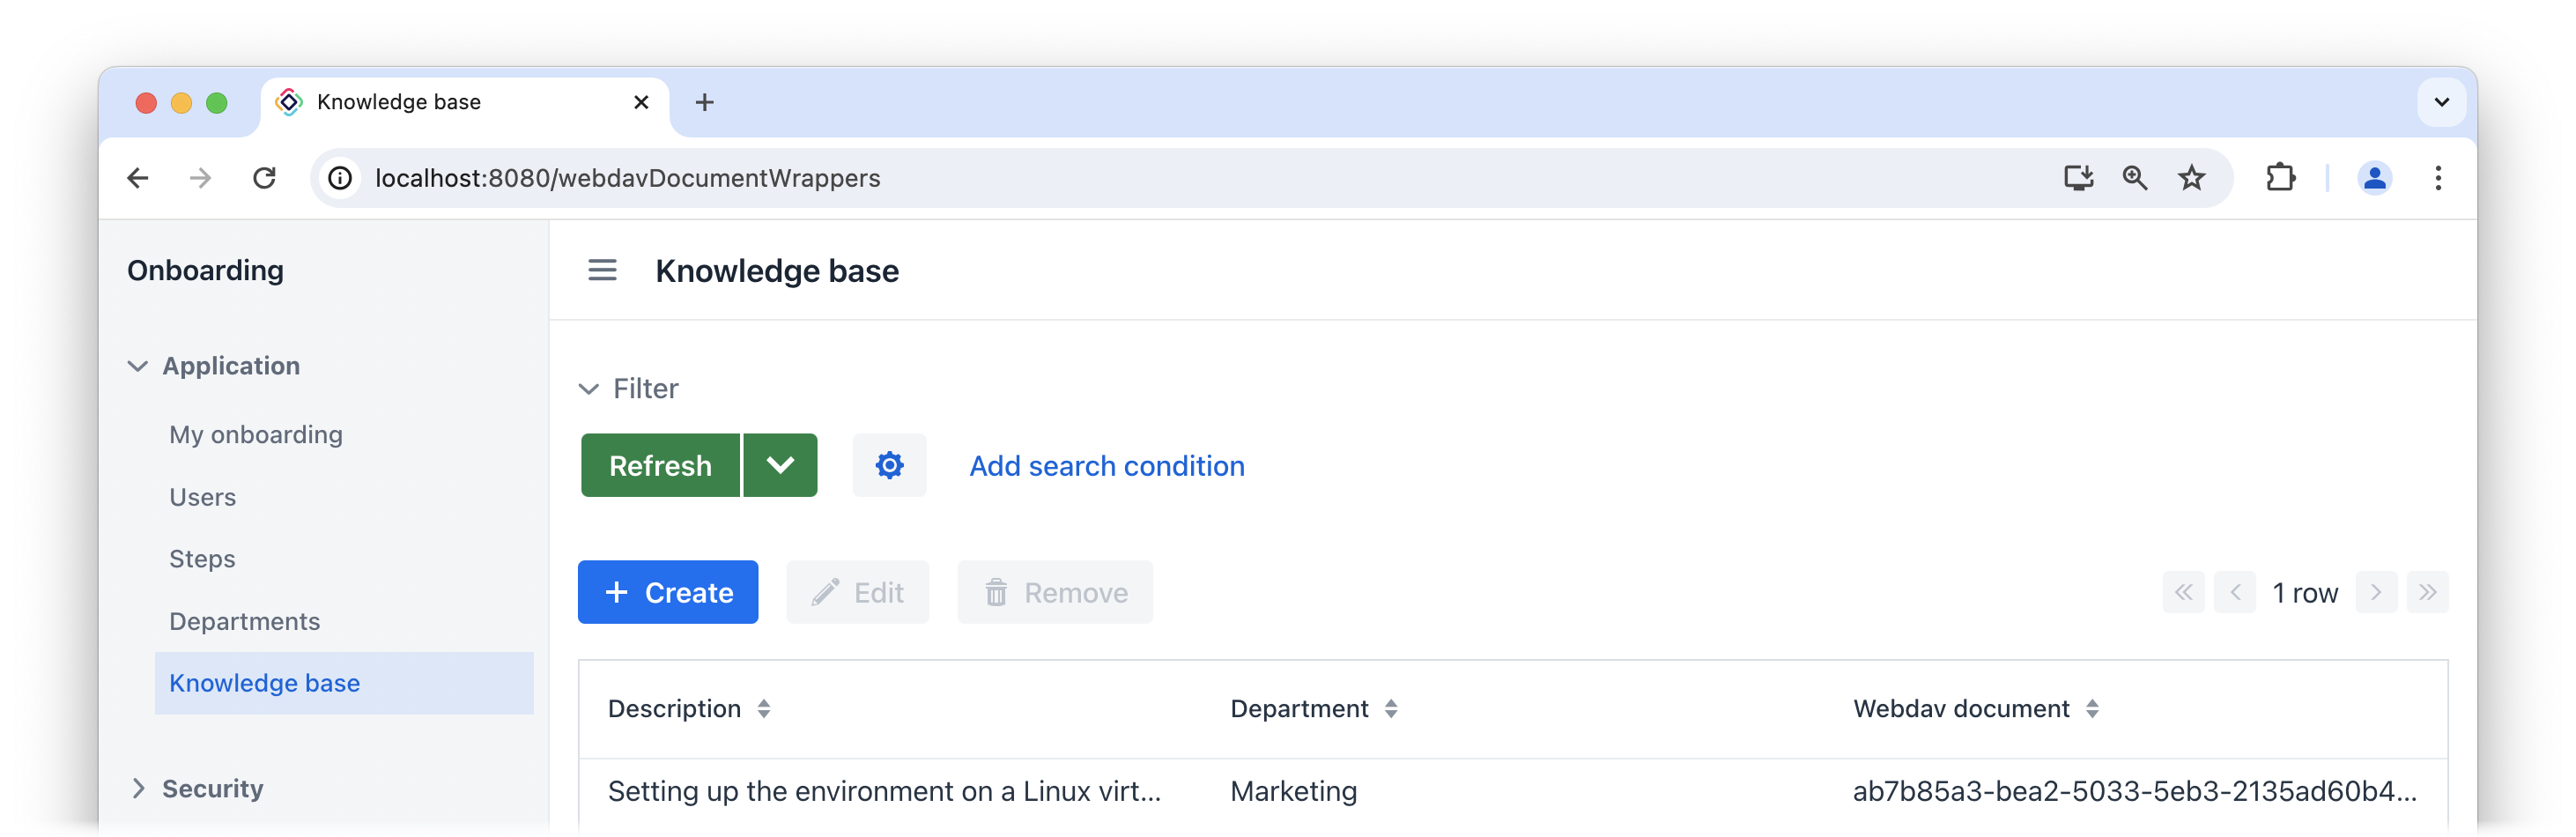 Knowledge base
localhost:8080/webdavDocumentWrappers
Onboarding
Application
My onboarding
Users
Steps
Departments
Knowledge base
Security
Knowledge base
Filter
Refresh
Add search condition
Create
Edit
Remove
1 row
Description
Department
Webdav document
Setting up the environment on a Linux virt...
Marketing
ab7b85a3-bea2-5033-5eb3-2135ad60b4...